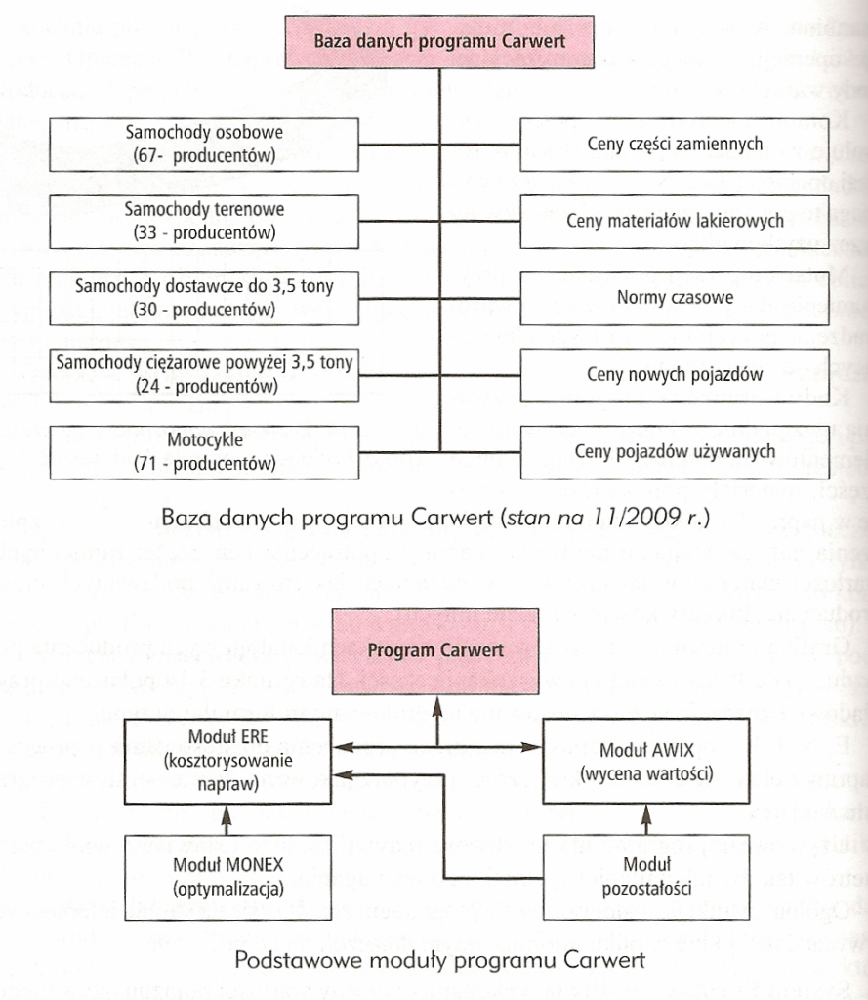 Baza danych programu Carwert
Samochody osobowe
(67- producentów)
Ceny części zamiennych
Samochody terenowe
(33 - producentów)
Ceny materiałów lakierowych
Samochody dostawcze do 3,5 tony
(30 - producentów)
Normy czasowe
Samochody ciężarowe powyżej 3,5 tony
(24 - producentów)
Ceny nowych pojazdów
Motocykle
(71 - producentów)
Ceny pojazdów używanych
Baza danych programu Carwert (stan na 11/2009 r.)
Program Carwert
Moduł ERE
(kosztorysowanie
napraw)
Moduł AWIX
(wycena wartości)
Moduł MONEX
(optymalizacja)
Moduł
pozostałości
Podstawowe moduły programu Carwert